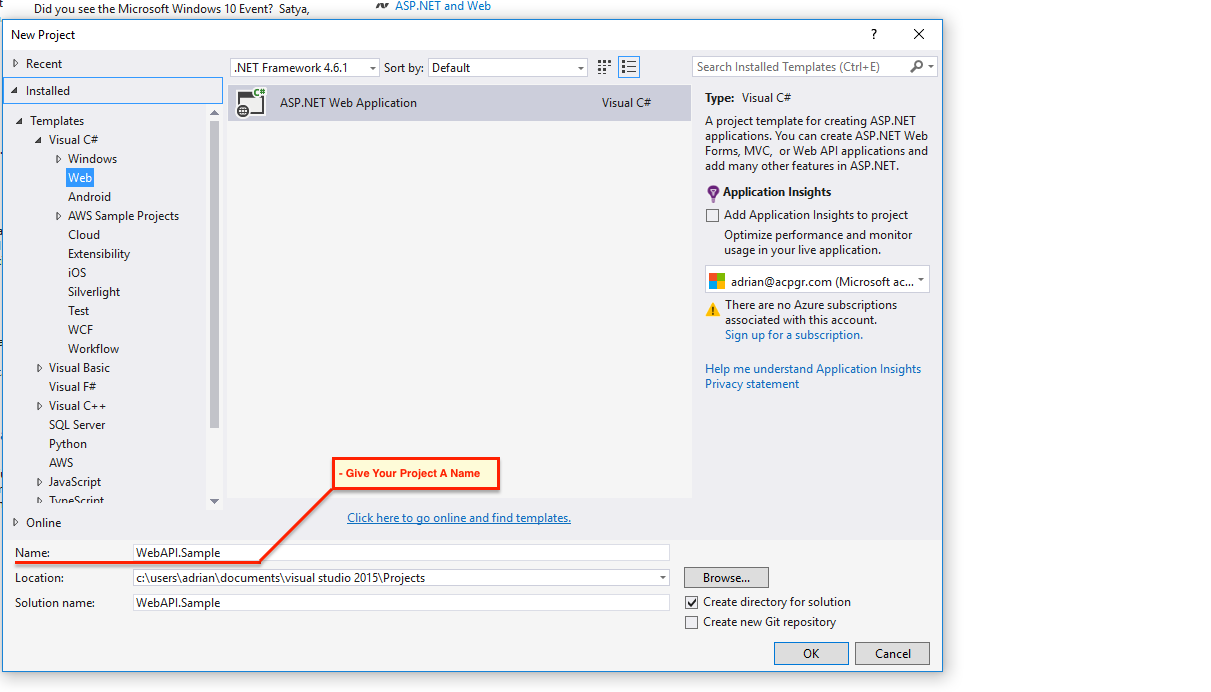 Did you see the Microsoft Windows 10 Event? Satya,
ASP.NET and Web
New Project
?
Recent
Installed
.NET Framework 4.6.1
Sort by:
Default
Search Installed Templates (Ctrl+E)
Templates
Visual C#
Windows
Web
Android
AWS Sample Projects
Cloud
Extensibility
iOS
Silverlight
Test
WCF
Workflow
Visual Basic
Visual F#
Visual C++
SQL Server
Python
AWS
JavaScript
TypeScript
Online
C#
ASP.NET Web Application
Visual C#
Type: Visual C#
A project template for creating ASP.NET
applications. You can create ASP.NET Web
Forms, MVC, or Web API applications and
add many other features in ASP.NET.
Application Insights
Add Application Insights to project
Optimize performance and monitor
usage in your live application.
adrian@acpgr.com (Microsoft ac...
There are no Azure subscriptions
associated with this account.
Sign up for a subscription.
Help me understand Application Insights
Privacy statement
- Give Your Project A Name
Click here to go online and find templates.
Name:
WebAPI.Sample
Location:
c:\users\adrian\documents\visual studio 2015\Projects
Browse...
Solution name:
WebAPI.Sample
Create directory for solution
Create new Git repository
OK
Cancel